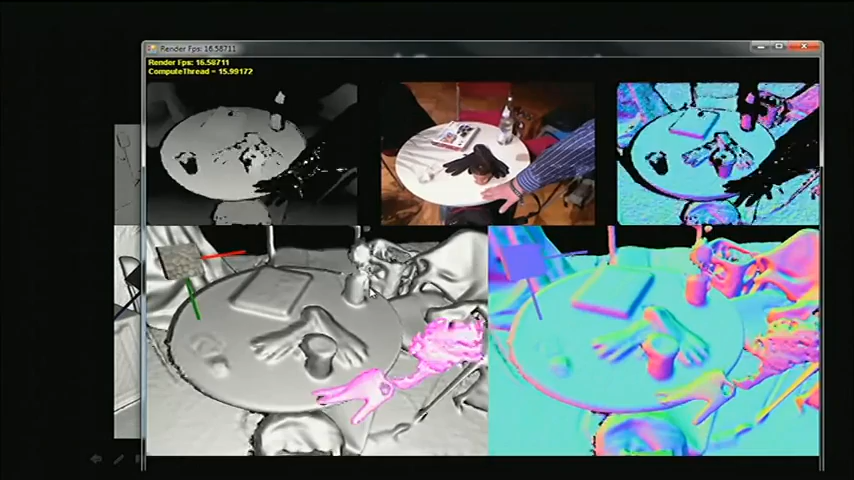 Render Fps: 16.58711
Render Fps: 16.58711
ComputeThread = 15.99172